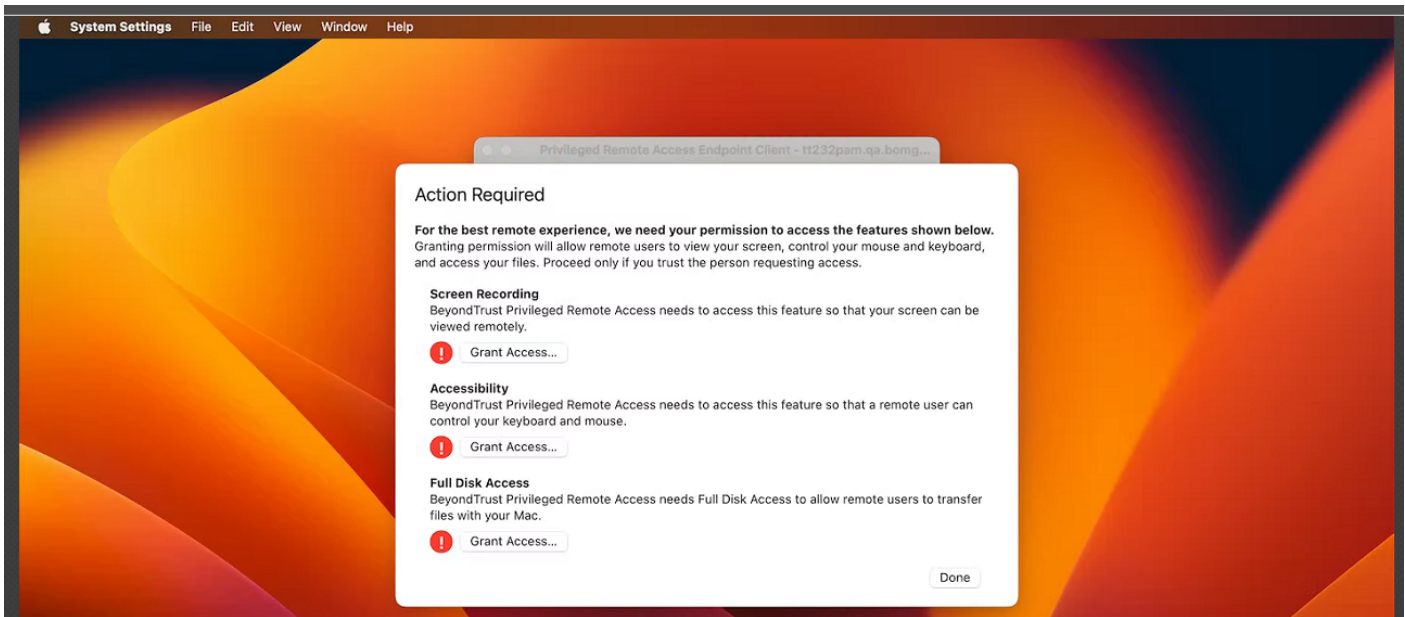 System Settings File Edit View Window Help
Privileged Remote Access Endpoint Client - tt232pam.qa.bomg...
Action Required
For the best remote experience, we need your permission to access the features shown below.
Granting permission will allow remote users to view your screen, control your mouse and keyboard,
and access your files. Proceed only if you trust the person requesting access.
Screen Recording
BeyondTrust Privileged Remote Access needs to access this feature so that your screen can be
viewed remotely.
! Grant Access...
Accessibility
BeyondTrust Privileged Remote Access needs to access this feature so that a remote user can
control your keyboard and mouse.
! Grant Access...
Full Disk Access
BeyondTrust Privileged Remote Access needs Full Disk Access to allow remote users to transfer
files with your Mac.
! Grant Access...
Done